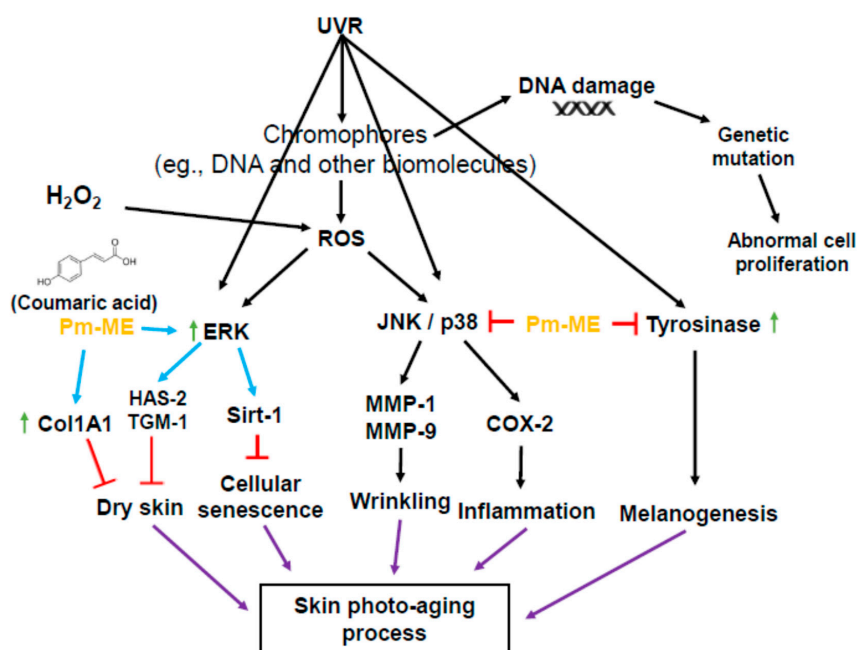 UVR
DNA damage
Chromophores
(eg., DNA and other biomolecules)
Genetic
mutation
H₂O₂
ROS
Abnormal cell
proliferation
O
OH
HO
(Coumaric acid)
Pm-ME
↑ ERK
JNK / p38
Pm-ME
Tyrosinase ↑
↑ Col1A1
HAS-2
TGM-1
Sirt-1
MMP-1
MMP-9
COX-2
Dry skin
Cellular
senescence
Wrinkling
Inflammation
Melanogenesis
Skin photo-aging
process